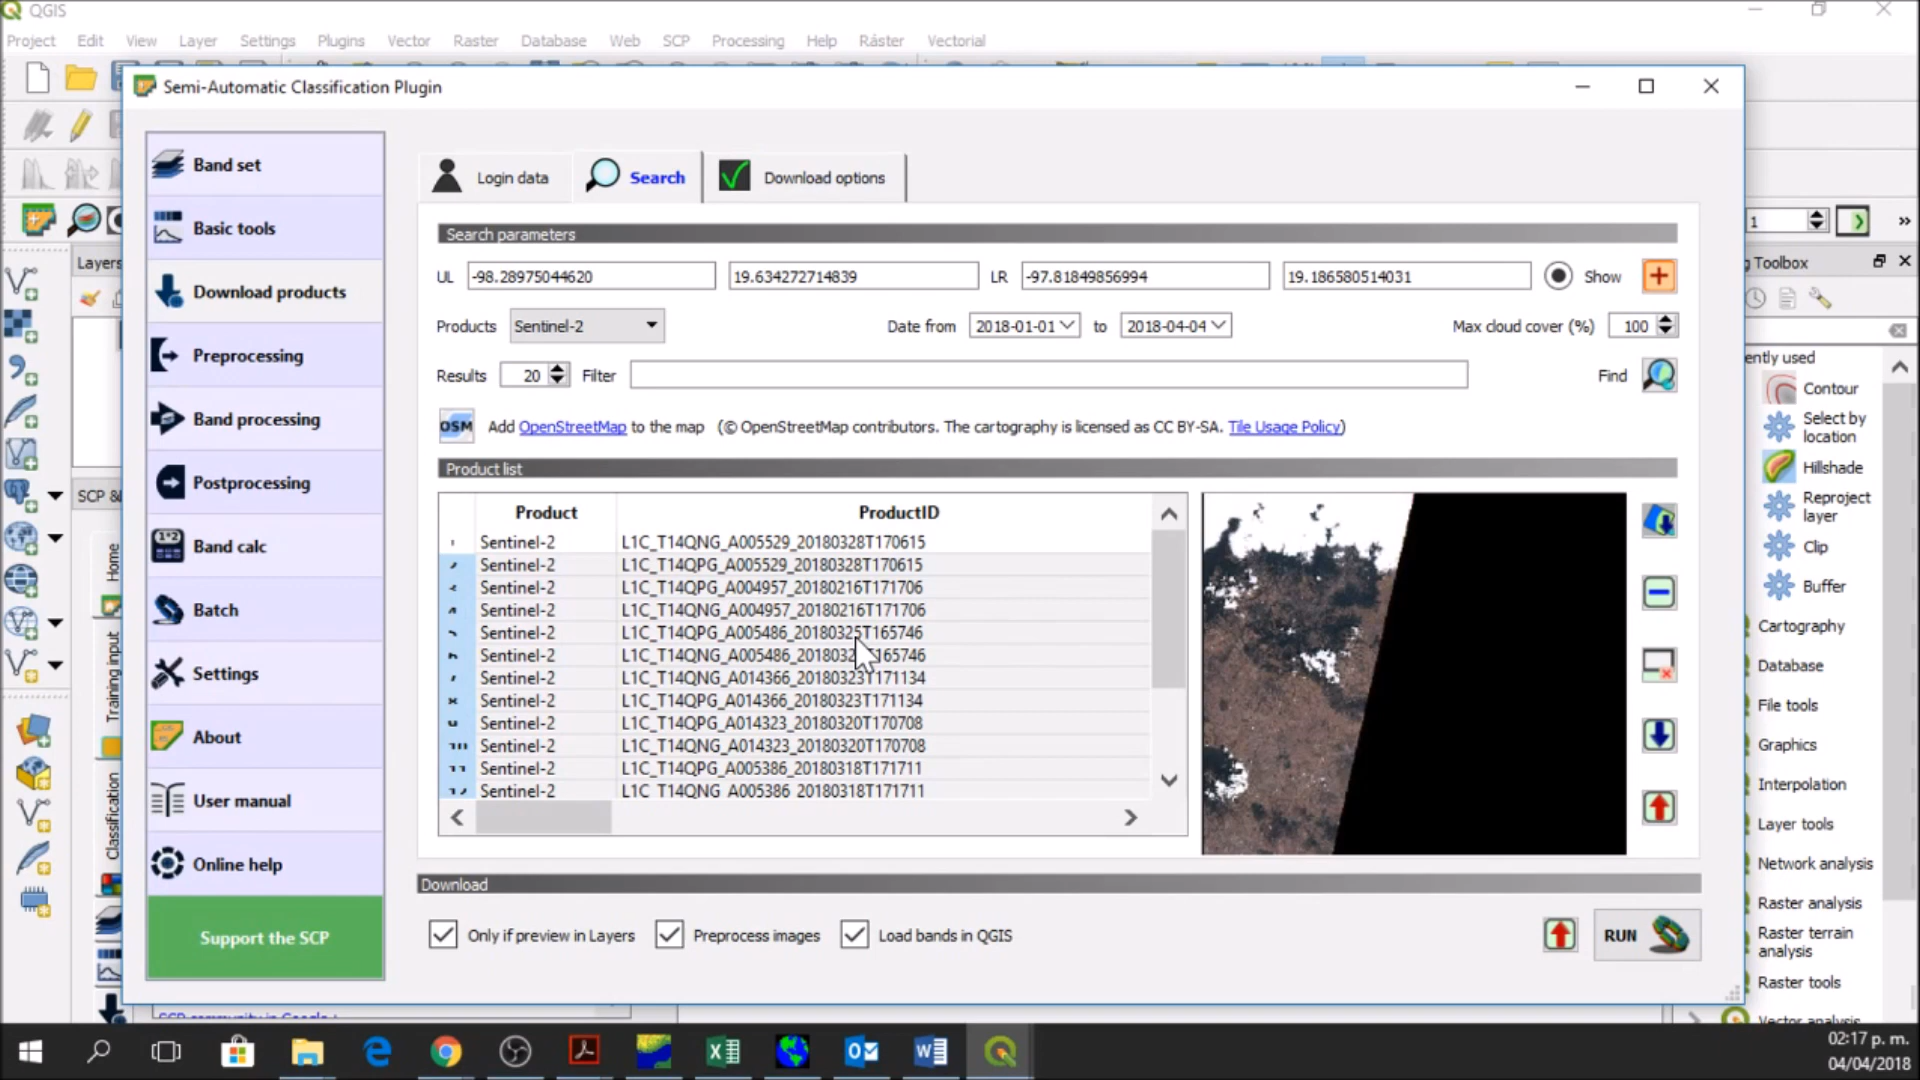 QGIS
Project Edit View Layer Settings Plugins Vector Raster Database Web SCP Processing Help Ráster Vectorial
Semi-Automatic Classification Plugin
Band set
Basic tools
Download products
Preprocessing
Band processing
Postprocessing
Band calc
Batch
Settings
About
User manual
Online help
Support the SCP
Login data Search Download options
Search parameters
UL -98.28975044620 19.634272714839 LR -97.81849856994 19.186580514031 Show
Products Sentinel-2 Date from 2018-01-01 to 2018-04-04 Max cloud cover (%) 100
Results 20 Filter Find
OSM Add OpenStreetMap to the map (© OpenStreetMap contributors. The cartography is licensed as CC BY-SA. Tile Usage Policy)
Product list
Product ProductID
Sentinel-2 L1C_T14QNG_A005529_20180328T170615
Sentinel-2 L1C_T14QPG_A005529_20180328T170615
Sentinel-2 L1C_T14QPG_A004957_20180216T171706
Sentinel-2 L1C_T14QNG_A004957_20180216T171706
Sentinel-2 L1C_T14QPG_A005486_20180325T165746
Sentinel-2
Sentinel-2 L1C_T14QNG_A014366_20180323T171134
Sentinel-2 L1C_T14QPG_A014366_20180323T171134
Sentinel-2 L1C_T14QPG_A014323_20180320T170708
Sentinel-2 L1C_T14QNG_A014323_20180320T170708
Sentinel-2 L1C_T14QPG_A005386_20180318T171711
Sentinel-2 L1C_T14QNG_A005386_20180318T171711
Download
Only if preview in Layers Preprocess images Load bands in QGIS RUN
Layers
SCP &
Home
Training input
Classification
1
g Toolbox
ently used
Contour
Select by
location
Hillshade
Reproject
layer
Clip
Buffer
Cartography
Database
File tools
Graphics
Interpolation
Layer tools
Network analysis
Raster analysis
Raster terrain
analysis
Raster tools
Vector analysis
02:17 p. m.
04/04/2018